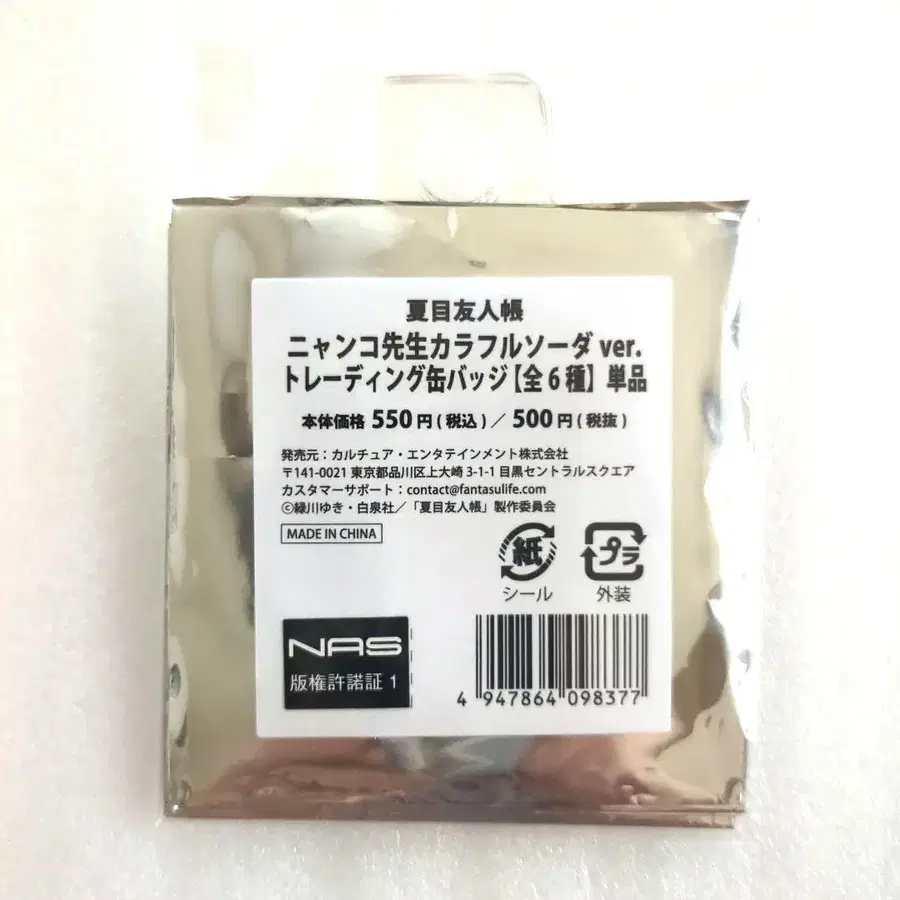 夏目友人帳
ニャンコ先生カラフルソーダ ver.
トレーディング缶バッジ【全6種】単品
本体価格 550円(税込)／500円(税抜)
発売元：カルチュア・エンタテインメント株式会社
〒141-0021 東京都品川区上大崎 3-1-1 目黒セントラルスクエア
カスタマーサポート：contact@fantasulife.com
©緑川ゆき・白泉社／「夏目友人帳」製作委員会
MADE IN CHINA
紙
シール
プラ
外装
NAS
版権許諾証 1
4 947864 098377